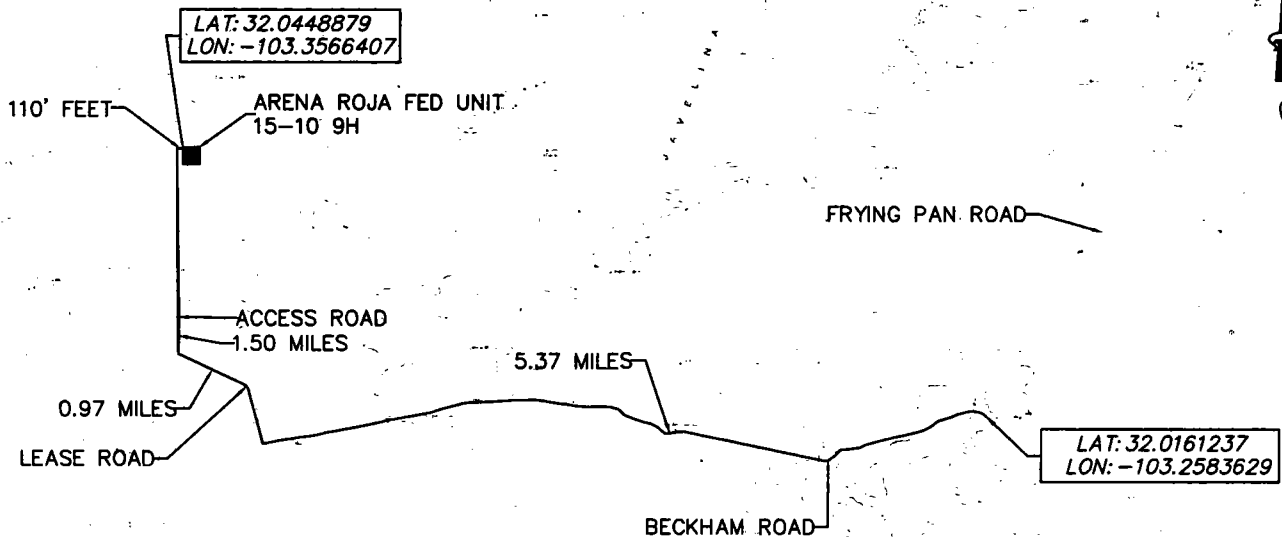 LAT: 32.0448879
LON: -103.3566407
110' FEET
ARENA ROJA FED UNIT
15-10 9H
JAVELINA
FRYING PAN ROAD
ACCESS ROAD
1.50 MILES
5.37 MILES
0.97 MILES
LEASE ROAD
LAT: 32.0161237
LON: -103.2583629
BECKHAM ROAD